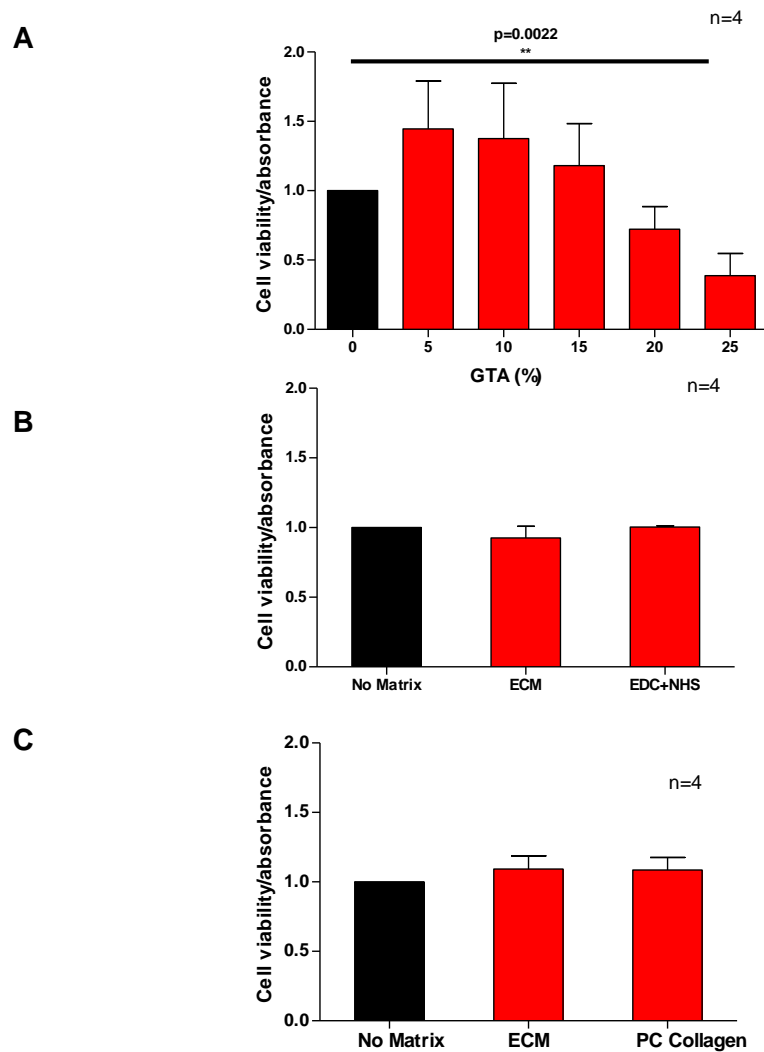 A
n=4
p=0.0022
**
Cell viability/absorbance
2.0
1.5
1.0
0.5
0.0
0 5 10 15 20 25
GTA (%)
B
n=4
Cell viability/absorbance
2.0
1.5
1.0
0.5
0.0
No Matrix ECM EDC+NHS
C
n=4
Cell viability/absorbance
2.0
1.5
1.0
0.5
0.0
No Matrix ECM PC Collagen